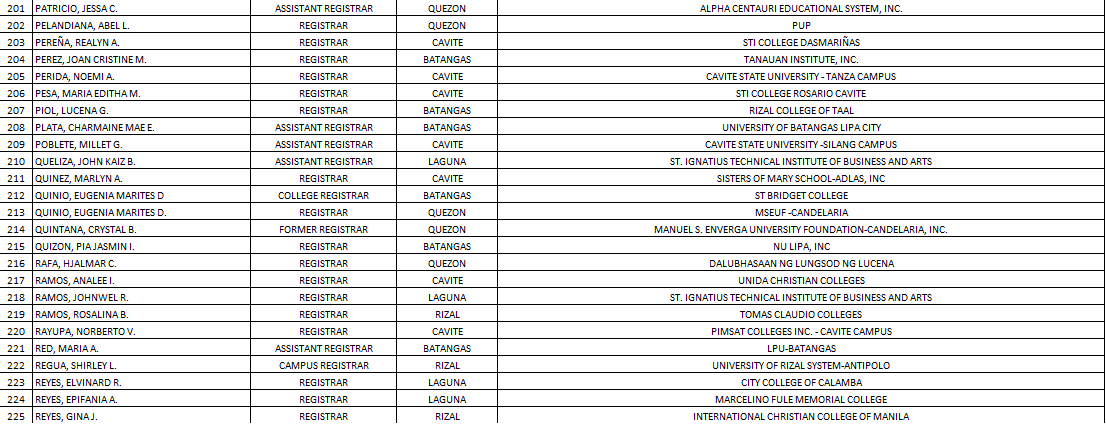 201 PATRICIO, JESSA C. ASSISTANT REGISTRAR QUEZON ALPHA CENTAURI EDUCATIONAL SYSTEM, INC.
202 PELANDIANA, ABEL L. REGISTRAR QUEZON PUP
203 PEREÑA, REALYN A. REGISTRAR CAVITE STI COLLEGE DASMARIÑAS
204 PEREZ, JOAN CRISTINE M. REGISTRAR BATANGAS TANAUAN INSTITUTE, INC.
205 PERIDA, NOEMI A. REGISTRAR CAVITE CAVITE STATE UNIVERSITY - TANZA CAMPUS
206 PESA, MARIA EDITHA M. REGISTRAR CAVITE STI COLLEGE ROSARIO CAVITE
207 PIOL, LUCENA G. REGISTRAR BATANGAS RIZAL COLLEGE OF TAAL
208 PLATA, CHARMAINE MAE E. ASSISTANT REGISTRAR BATANGAS UNIVERSITY OF BATANGAS LIPA CITY
209 POBLETE, MILLET G. ASSISTANT REGISTRAR CAVITE CAVITE STATE UNIVERSITY -SILANG CAMPUS
210 QUELIZA, JOHN KAIZ B. ASSISTANT REGISTRAR LAGUNA ST. IGNATIUS TECHNICAL INSTITUTE OF BUSINESS AND ARTS
211 QUINEZ, MARLYN A. REGISTRAR CAVITE SISTERS OF MARY SCHOOL-ADLAS, INC
212 QUINIO, EUGENIA MARITES D COLLEGE REGISTRAR BATANGAS ST BRIDGET COLLEGE
213 QUINIO, EUGENIA MARITES D. REGISTRAR QUEZON MSEUF -CANDELARIA
214 QUINTANA, CRYSTAL B. FORMER REGISTRAR QUEZON MANUEL S. ENVERGA UNIVERSITY FOUNDATION-CANDELARIA, INC.
215 QUIZON, PIA JASMIN I. REGISTRAR BATANGAS NU LIPA, INC
216 RAFA, HJALMAR C. REGISTRAR QUEZON DALUBHASAAN NG LUNGSOD NG LUCENA
217 RAMOS, ANALEE I. REGISTRAR CAVITE UNIDA CHRISTIAN COLLEGES
218 RAMOS, JOHNWEL R. REGISTRAR LAGUNA ST. IGNATIUS TECHNICAL INSTITUTE OF BUSINESS AND ARTS
219 RAMOS, ROSALINA B. REGISTRAR RIZAL TOMAS CLAUDIO COLLEGES
220 RAYUPA, NORBERTO V. REGISTRAR CAVITE PIMSAT COLLEGES INC. - CAVITE CAMPUS
221 RED, MARIA A. ASSISTANT REGISTRAR BATANGAS LPU-BATANGAS
222 REGUA, SHIRLEY L. CAMPUS REGISTRAR RIZAL UNIVERSITY OF RIZAL SYSTEM-ANTIPOLO
223 REYES, ELVINARD R. REGISTRAR LAGUNA CITY COLLEGE OF CALAMBA
224 REYES, EPIFANIA A. REGISTRAR LAGUNA MARCELINO FULE MEMORIAL COLLEGE
225 REYES, GINA J. REGISTRAR RIZAL INTERNATIONAL CHRISTIAN COLLEGE OF MANILA